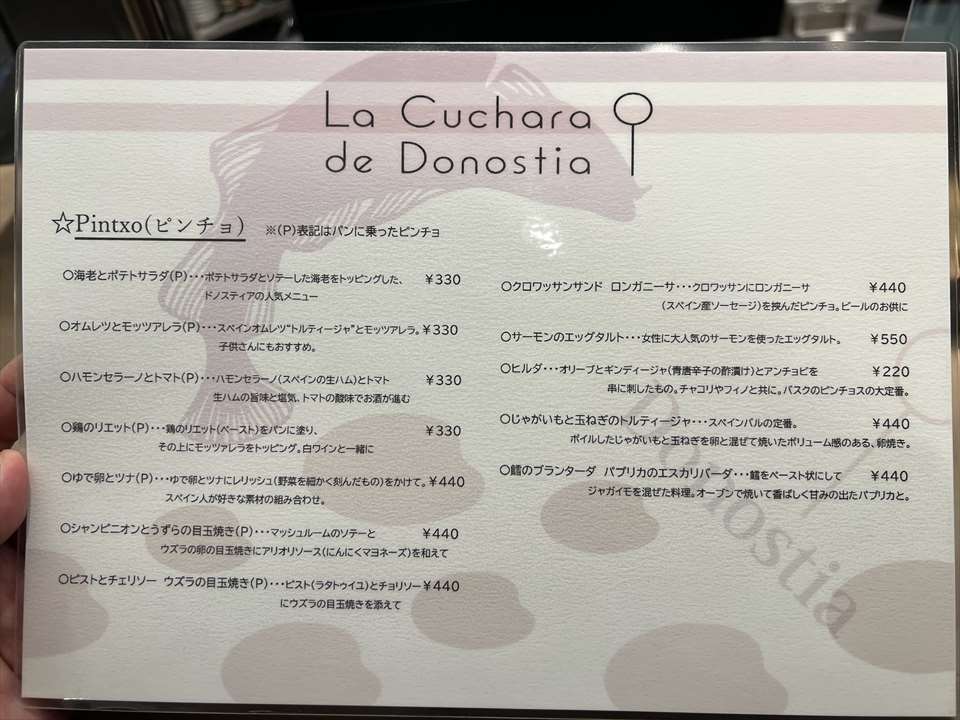 La Cuchara
de Donostia
☆Pintxo(ピンチョ) ※(P)表記はパンに乗ったピンチョ
○海老とポテトサラダ(P)・・・ポテトサラダとソテーした海老をトッピングした、 ¥330
ドノスティアの人気メニュー
○オムレツとモッツアレラ(P)・・・スペインオムレツ"トルティージャ"とモッツアレラ。¥330
子供さんにもおすすめ。
○ハモンセラーノとトマト(P)・・・ハモンセラーノ(スペインの生ハム)とトマト ¥330
生ハムの旨味と塩気、トマトの酸味でお酒が進む
○鶏のリエット(P)・・・鶏のリエット(ペースト)をパンに塗り、 ¥330
その上にモッツァレラをトッピング。白ワインと一緒に
○ゆで卵とツナ(P)・・・ゆで卵とツナにレリッシュ(野菜を細かく刻んだもの)をかけて。¥440
スペイン人が好きな素材の組み合わせ。
○シャンピニオンとうずらの目玉焼き(P)・・・マッシュルームのソテーと ¥440
ウズラの卵の目玉焼きにアリオリソース(にんにくマヨネーズ)を和えて
○ピストとチェリソー ウズラの目玉焼き(P)・・・ピスト(ラタトゥイユ)とチョリソー ¥440
にウズラの目玉焼きを添えて
○クロワッサンサンド ロンガニーサ・・・クロワッサンにロンガニーサ ¥440
(スペイン産ソーセージ)を挟んだピンチョ。ビールのお供に
○サーモンのエッグタルト・・・女性に大人気のサーモンを使ったエッグタルト。 ¥550
○ヒルダ・・・オリーブとギンディージャ(青唐辛子の酢漬け)とアンチョビを ¥220
串に刺したもの。チャコリやフィノと共に。バスクのピンチョスの大定番。
○じゃがいもと玉ねぎのトルティージャ・・・スペインバルの定番。 ¥440
ボイルしたじゃがいもと玉ねぎを卵と混ぜて焼いたボリューム感のある、卵焼き。
○鱈のブランターダ パプリカのエスカリバーダ・・・鱈をペースト状にして ¥440
ジャガイモを混ぜた料理。オーブンで焼いて香ばしく甘みの出たパプリカと。
Donostia